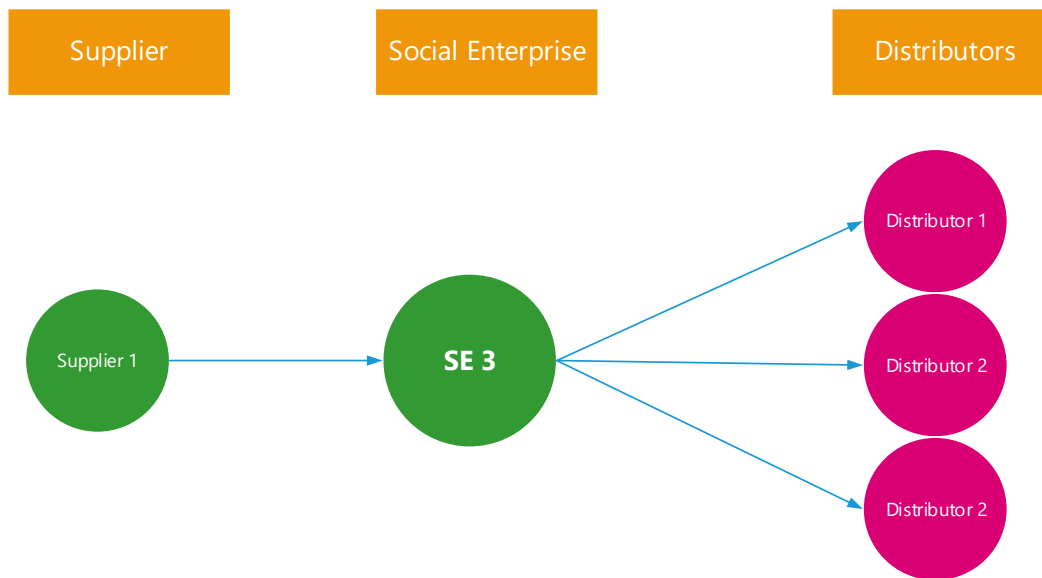 Supplier
Social Enterprise
Distributors
Distributor 1
Supplier 1
SE 3
Distributor 2
Distributor 2